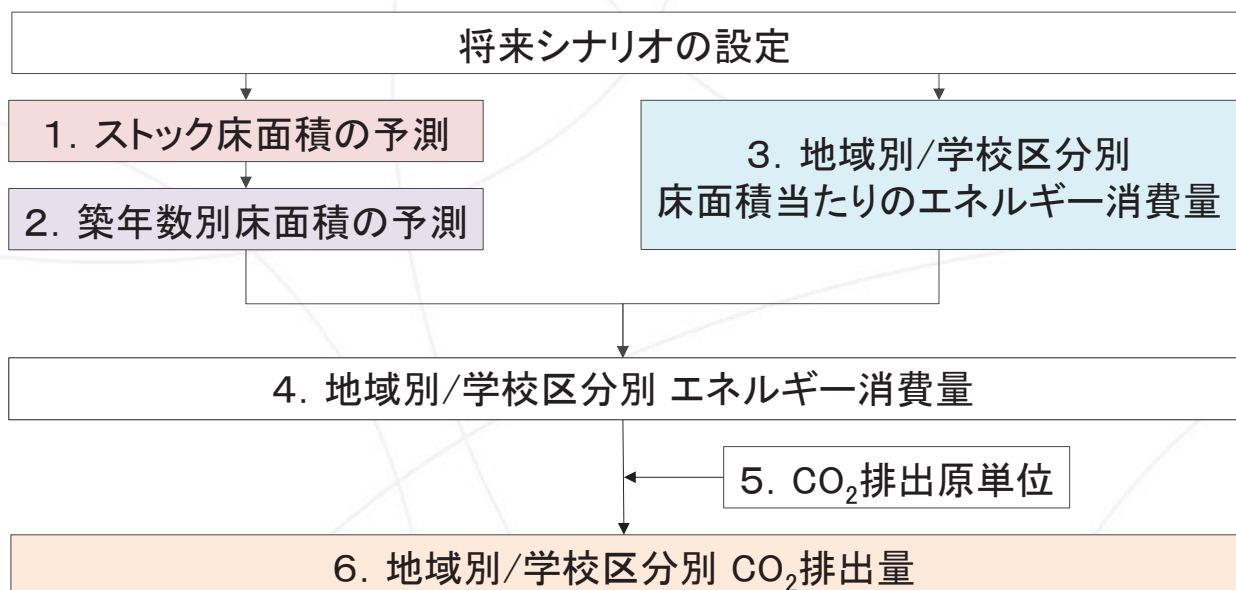 将来シナリオの設定
１．ストック床面積の予測
２．築年数別床面積の予測
３．地域別/学校区分別
床面積当たりのエネルギー消費量
４．地域別/学校区分別 エネルギー消費量
５．CO₂排出原単位
６．地域別/学校区分別 CO₂排出量